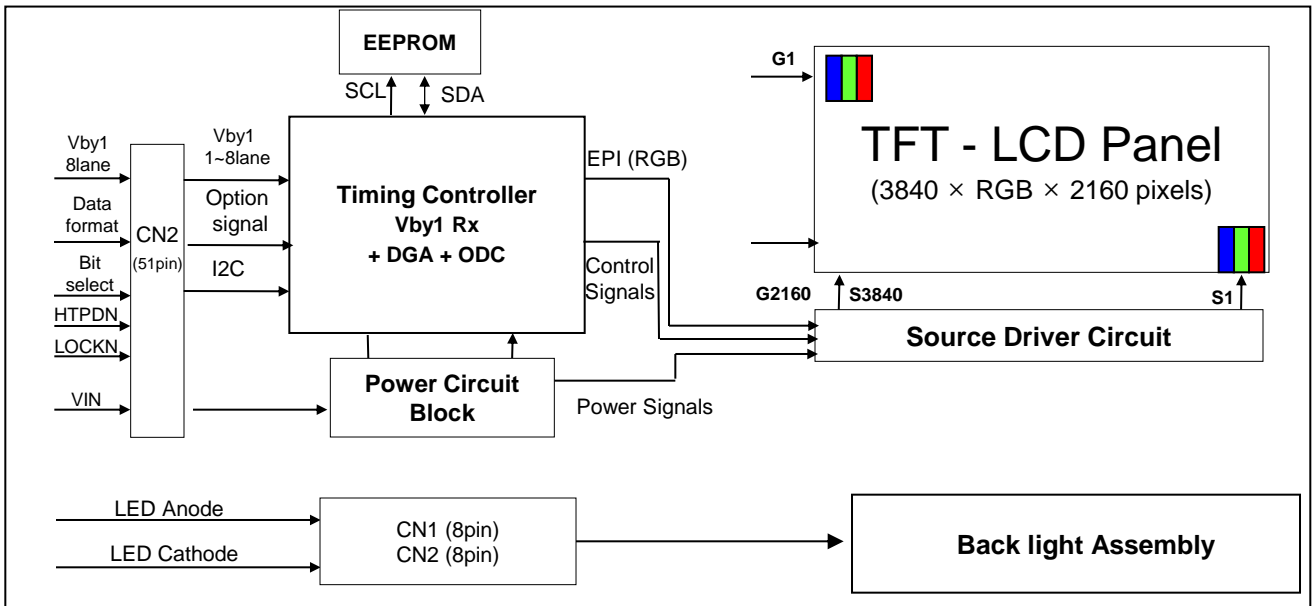 EEPROM
SCL
SDA
G1
TFT - LCD Panel
(3840 × RGB × 2160 pixels)
Vby1
8lane
Data
format
Bit
select
HTPDN
LOCKN
VIN
CN2
(51pin)
Vby1
1~8lane
Option
signal
I2C
Timing Controller
Vby1 Rx
+ DGA + ODC
EPI (RGB)
Control
Signals
G2160
S3840
S1
Source Driver Circuit
Power Circuit
Block
Power Signals
LED Anode
LED Cathode
CN1 (8pin)
CN2 (8pin)
Back light Assembly